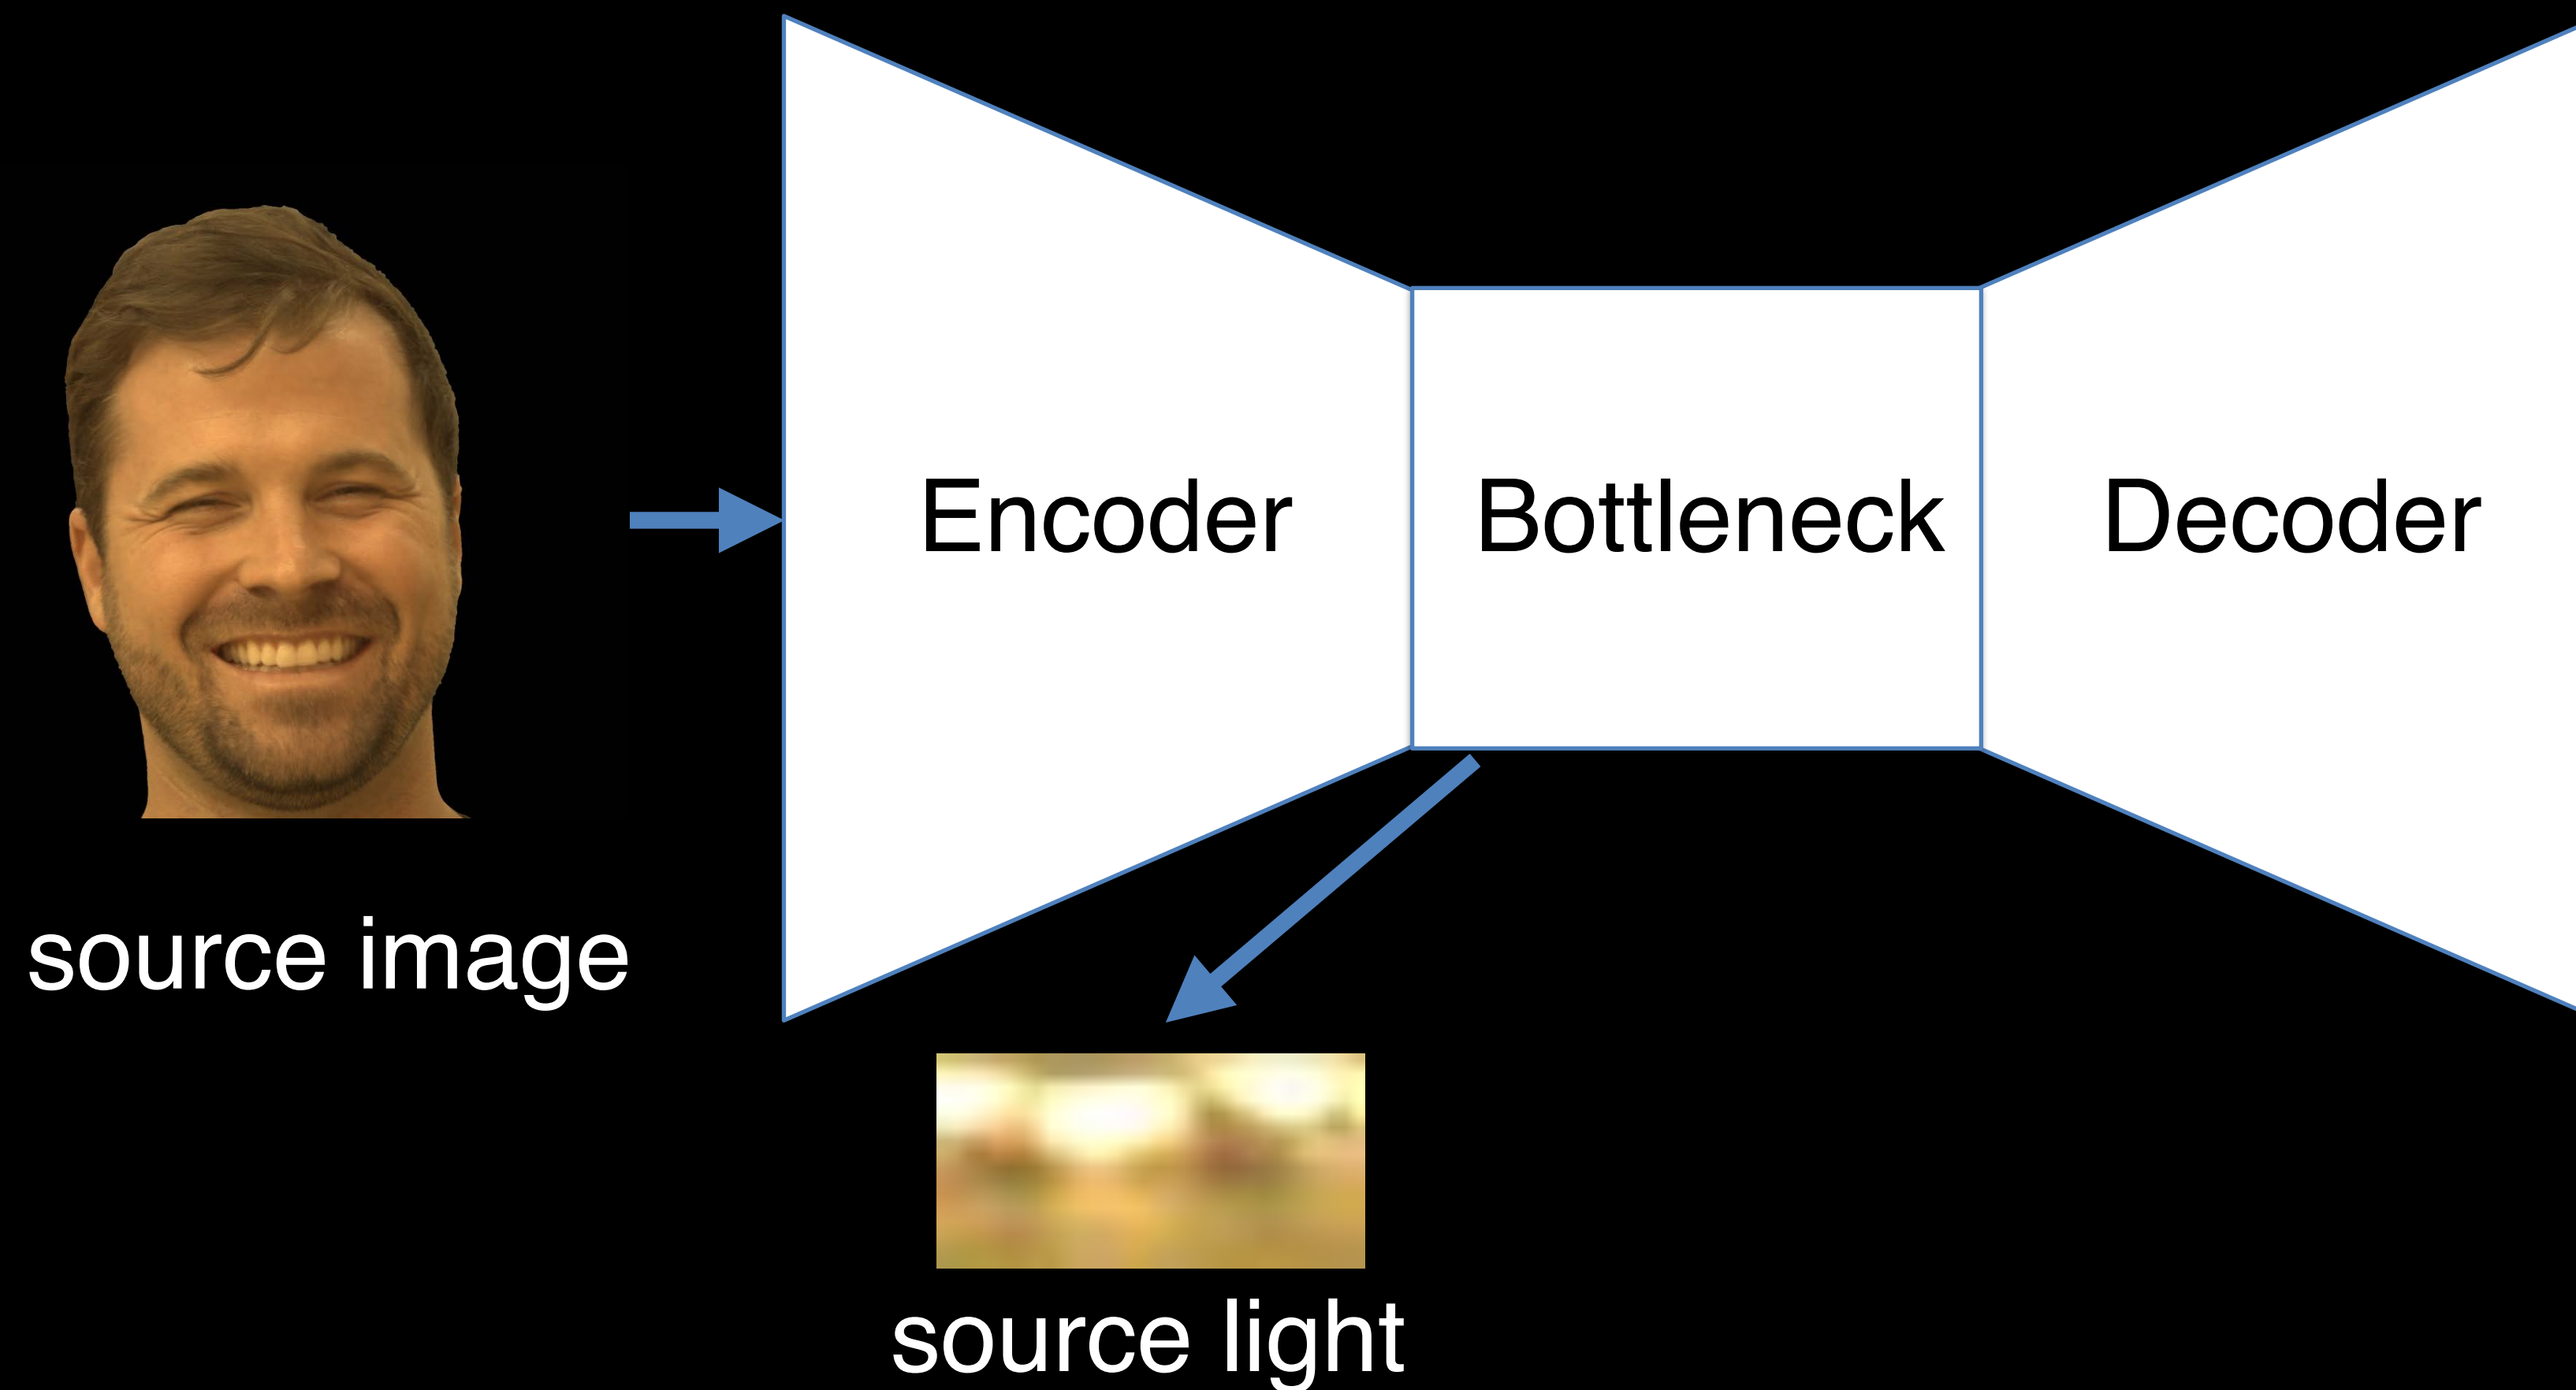 Encoder
Bottleneck
Decoder
source image
source light